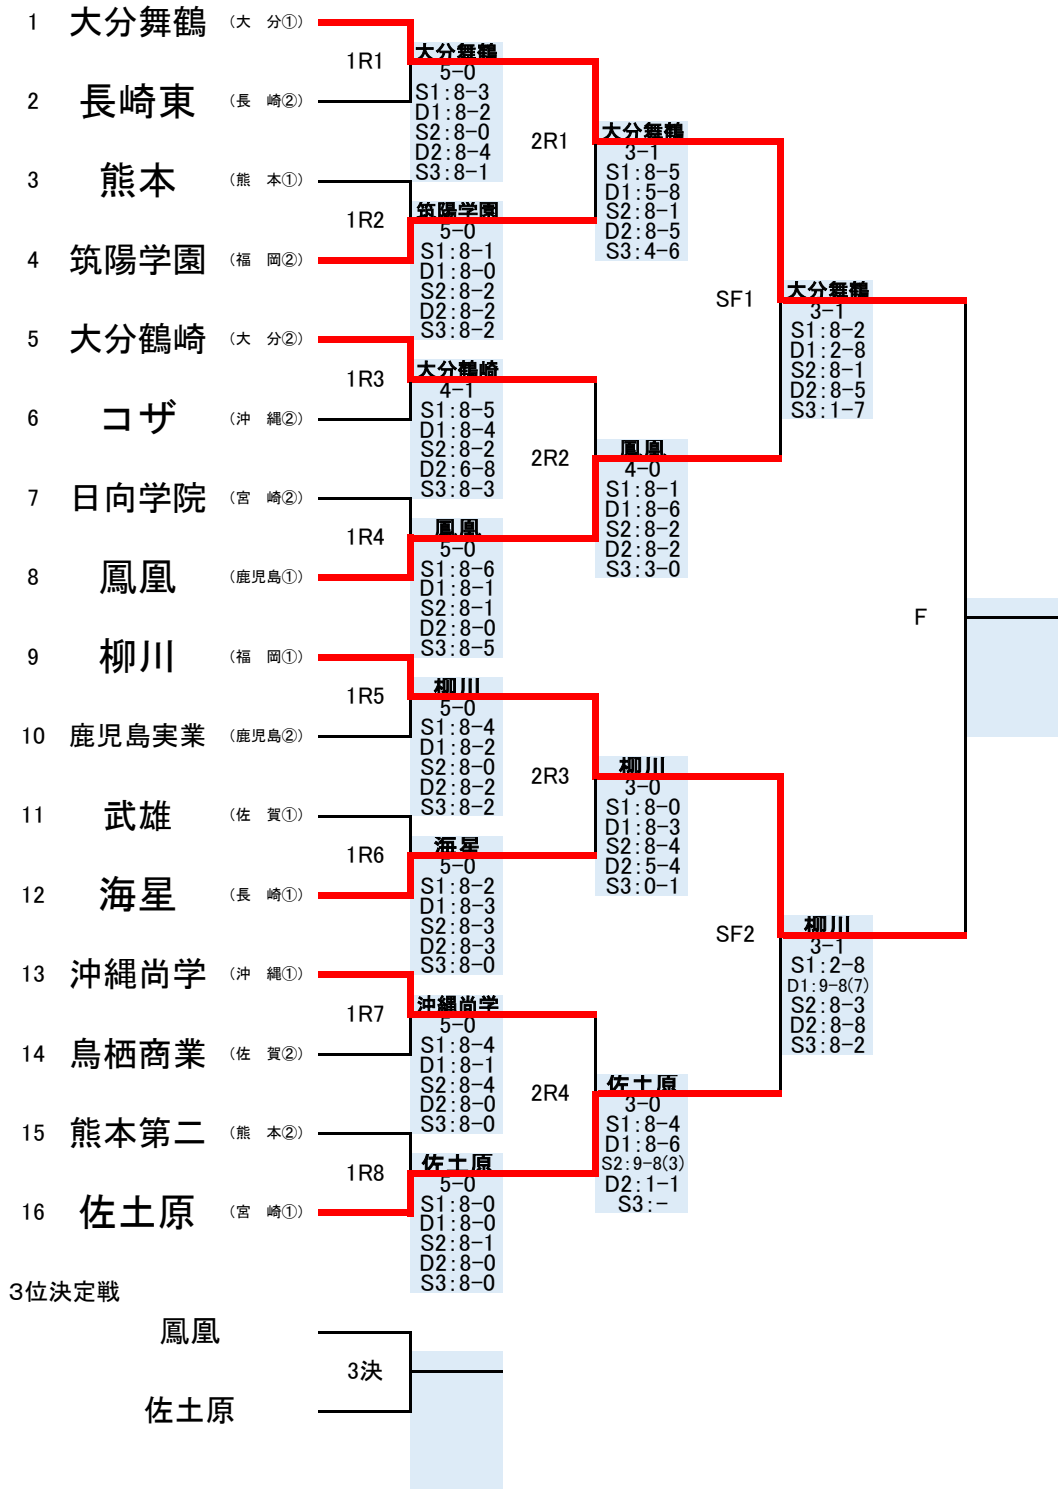 1 大分舞鶴 （大　分①）
1R1
大分舞鶴
5-0
S1:8-3
D1:8-2
S2:8-0
D2:8-4
S3:8-1
2 長崎東 （長　崎②）
2R1
大分舞鶴
3-1
S1:8-5
D1:5-8
S2:8-1
D2:8-5
S3:4-6
3 熊本 （熊　本①）
1R2
筑陽学園
5-0
S1:8-1
D1:8-0
S2:8-2
D2:8-2
S3:8-2
4 筑陽学園 （福　岡②）
SF1
大分舞鶴
3-1
S1:8-2
D1:2-8
S2:8-1
D2:8-5
S3:1-7
5 大分鶴崎 （大　分②）
1R3
大分鶴崎
4-1
S1:8-5
D1:8-4
S2:8-2
D2:6-8
S3:8-3
6 コザ （沖　縄②）
2R2
鳳凰
4-0
S1:8-1
D1:8-6
S2:8-2
D2:8-2
S3:3-0
7 日向学院 （宮　崎②）
1R4
鳳凰
5-0
S1:8-6
D1:8-1
S2:8-1
D2:8-0
S3:8-5
8 鳳凰 （鹿児島①）
F
9 柳川 （福　岡①）
1R5
柳川
5-0
S1:8-4
D1:8-2
S2:8-0
D2:8-2
S3:8-2
10 鹿児島実業 （鹿児島②）
2R3
柳川
3-0
S1:8-0
D1:8-3
S2:8-4
D2:5-4
S3:0-1
11 武雄 （佐　賀①）
1R6
海星
5-0
S1:8-2
D1:8-3
S2:8-3
D2:8-3
S3:8-0
12 海星 （長　崎①）
SF2
柳川
3-1
S1:2-8
D1:9-8(7)
S2:8-3
D2:8-8
S3:8-2
13 沖縄尚学 （沖　縄①）
1R7
沖縄尚学
5-0
S1:8-4
D1:8-1
S2:8-4
D2:8-0
S3:8-0
14 鳥栖商業 （佐　賀②）
2R4
佐土原
3-0
S1:8-4
D1:8-6
S2:9-8(3)
D2:1-1
S3:-
15 熊本第二 （熊　本②）
1R8
佐土原
5-0
S1:8-0
D1:8-0
S2:8-1
D2:8-0
S3:8-0
16 佐土原 （宮　崎①）
３位決定戦
鳳凰
3決
佐土原